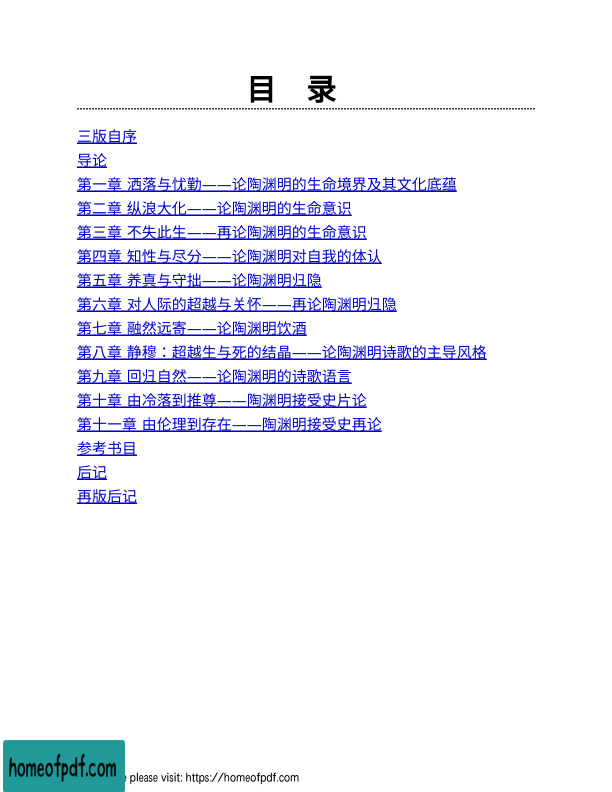 目 录
三版自序
导论
第一章 洒落与忧勤——论陶渊明的生命境界及其文化底蕴
第二章 纵浪大化——论陶渊明的生命意识
第三章 不失此生——再论陶渊明的生命意识
第四章 知性与尽分——论陶渊明对自我的体认
第五章 养真与守拙——论陶渊明归隐
第六章 对人际的超越与关怀——再论陶渊明归隐
第七章 融然远寄——论陶渊明饮酒
第八章 静穆：超越生与死的结晶——论陶渊明诗歌的主导风格
第九章 回归自然——论陶渊明的诗歌语言
第十章 由冷落到推尊——陶渊明接受史片论
第十一章 由伦理到存在——陶渊明接受史再论
参考书目
后记
再版后记
homeofpdf.com
please visit: https://homeofpdf.com